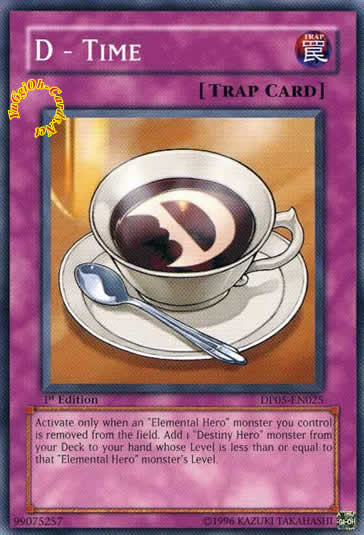 D - Time
TRAP
罠
[Trap Card]
YuGiOh-Cards.Net
D
1st Edition
DP05-EN025
Activate only when an "Elemental Hero" monster you control
is removed from the field. Add 1 "Destiny Hero" monster from
your Deck to your hand whose Level is less than or equal to
that "Elemental Hero" monster's Level.
99075257
©1996 KAZUKI TAKAHASHI